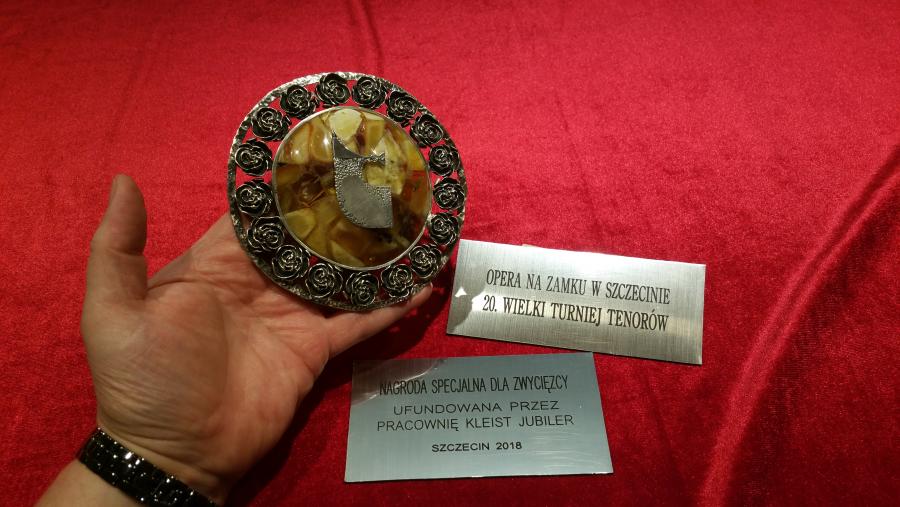 OPERA NA ZAMKU W SZCZECINIE
20. WIELKI TURNIEJ TENORÓW
NAGRODA SPECJALNA DLA ZWYCIĘZCY
UFUNDOWANA PRZEZ
PRACOWNIĘ KLEIST JUBILER
SZCZECIN 2018